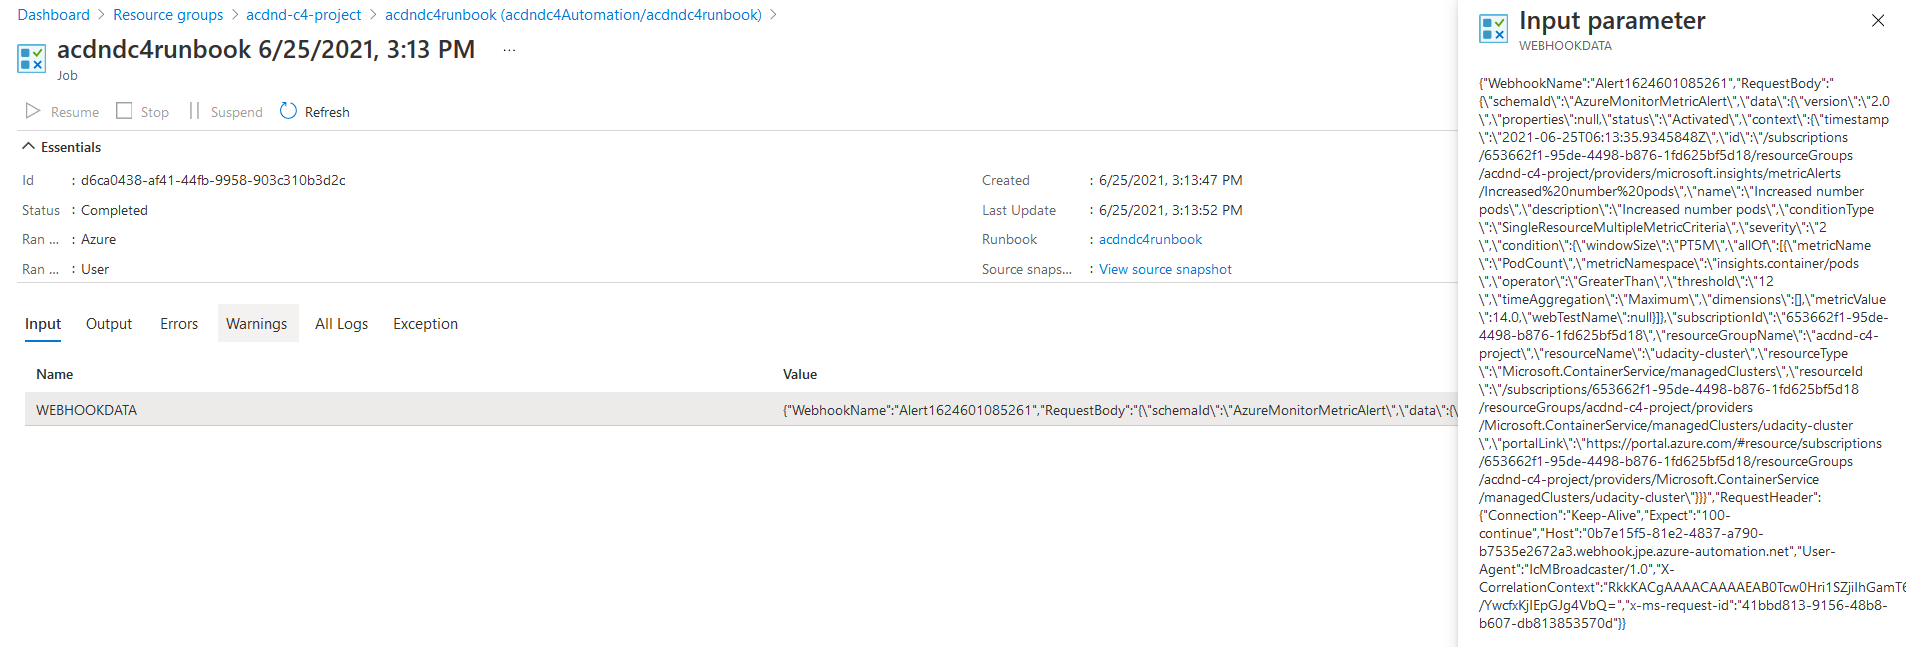 Dashboard > Resource groups > acdnd-c4-project > acdndc4runbook (acdndc4Automation/acdndc4runbook) >
acdndc4runbook 6/25/2021, 3:13 PM ...
Job
Resume Stop Suspend Refresh
Essentials
Id : d6ca0438-af41-44fb-9958-903c310b3d2c
Created : 6/25/2021, 3:13:47 PM
Status : Completed
Last Update : 6/25/2021, 3:13:52 PM
Ran ... : Azure
Runbook : acdndc4runbook
Ran ... : User
Source snaps... : View source snapshot
Input Output Errors Warnings All Logs Exception
Name Value
WEBHOOKDATA {"WebhookName":"Alert1624601085261","RequestBody":"{\"schemaId\":\"AzureMonitorMetricAlert\",\"data\":{\
Input parameter
WEBHOOKDATA
{"WebhookName":"Alert1624601085261","RequestBody":"
{\"schemaId\":\"AzureMonitorMetricAlert\",\"data\":{\"version\":\"2.0
\",\"properties\":null,\"status\":\"Activated\",\"context\":{\"timestamp
\":\"2021-06-25T06:13:35.9345848Z\",\"id\":\"/subscriptions
/653662f1-95de-4498-b876-1fd625bf5d18/resourceGroups
/acdnd-c4-project/providers/microsoft.insights/metricAlerts
/Increased%20number%20pods\",\"name\":\"Increased number
pods\",\"description\":\"Increased number pods\",\"conditionType
\":\"SingleResourceMultipleMetricCriteria\",\"severity\":\"2
\",\"condition\":{\"windowSize\":\"PT5M\",\"allOf\":[{\"metricName
\":\"PodCount\",\"metricNamespace\":\"insights.container/pods
\",\"operator\":\"GreaterThan\",\"threshold\":\"12
\",\"timeAggregation\":\"Maximum\",\"dimensions\":[],\"metricValue
\":14.0,\"webTestName\":null}]},\"subscriptionId\":\"653662f1-95de-
4498-b876-1fd625bf5d18\",\"resourceGroupName\":\"acdnd-c4-
project\",\"resourceName\":\"udacity-cluster\",\"resourceType
\":\"Microsoft.ContainerService/managedClusters\",\"resourceId
\":\"/subscriptions/653662f1-95de-4498-b876-1fd625bf5d18
/resourceGroups/acdnd-c4-project/providers
/Microsoft.ContainerService/managedClusters/udacity-cluster
\",\"portalLink\":\"https://portal.azure.com/#resource/subscriptions
/653662f1-95de-4498-b876-1fd625bf5d18/resourceGroups
/acdnd-c4-project/providers/Microsoft.ContainerService
/managedClusters/udacity-cluster\"}}}","RequestHeader":
{"Connection":"Keep-Alive","Expect":"100-
continue","Host":"0b7e15f5-81e2-4837-a790-
b7535e2672a3.webhook.jpe.azure-automation.net","User-
Agent":"IcMBroadcaster/1.0","X-
CorrelationContext":"RkkKACgAAAACAAAAEAB0Tcw0Hri1SZjiIhGamT6
/YwcfxKjIEpGJg4VbQ=","x-ms-request-id":"41bbd813-9156-48b8-
b607-db813853570d"}}